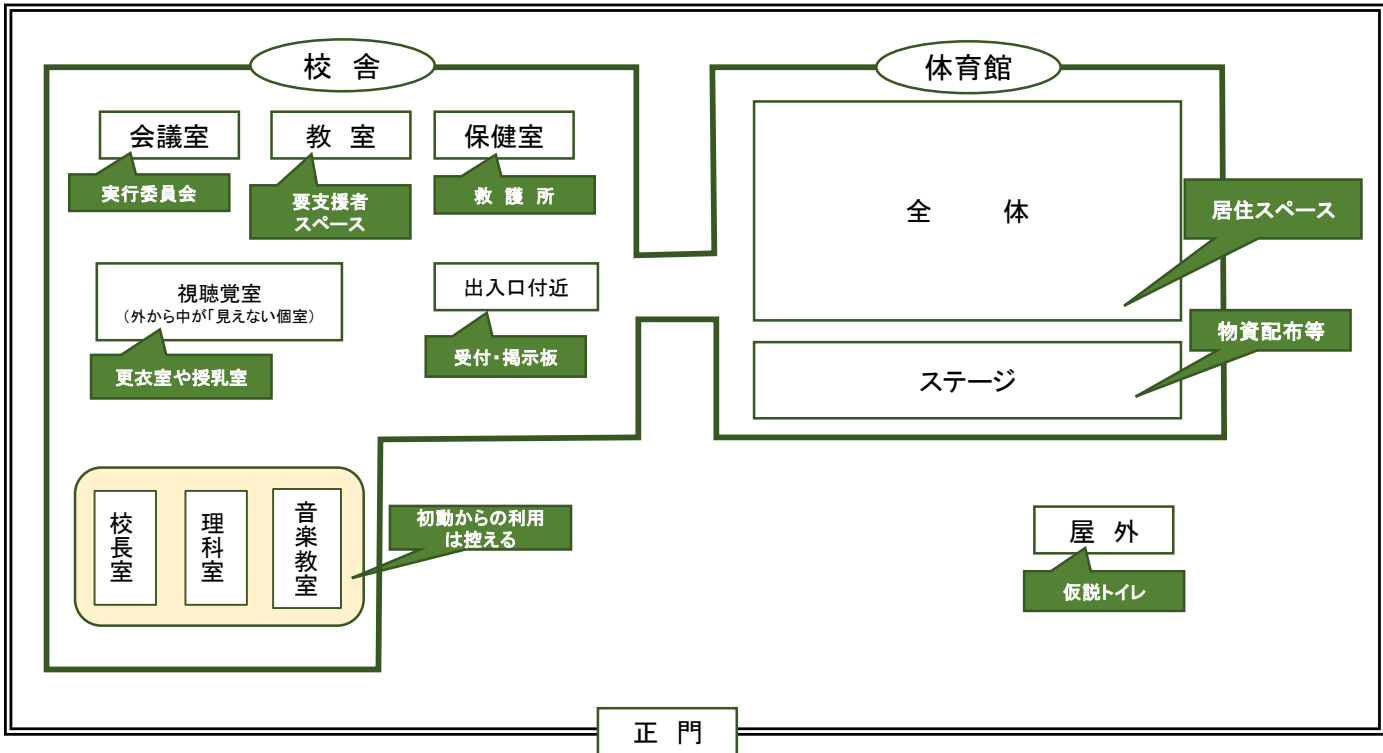 校 舎
体育館
会議室
教 室
保健室
実行委員会
要支援者
スペース
救 護 所
全 体
居住スペース
視聴覚室
(外から中が｢見えない個室)
出入口付近
更衣室や授乳室
受付・掲示板
物資配布等
ステージ
校長室
理科室
音楽教室
初動からの利用
は控える
屋 外
仮説トイレ
正 門